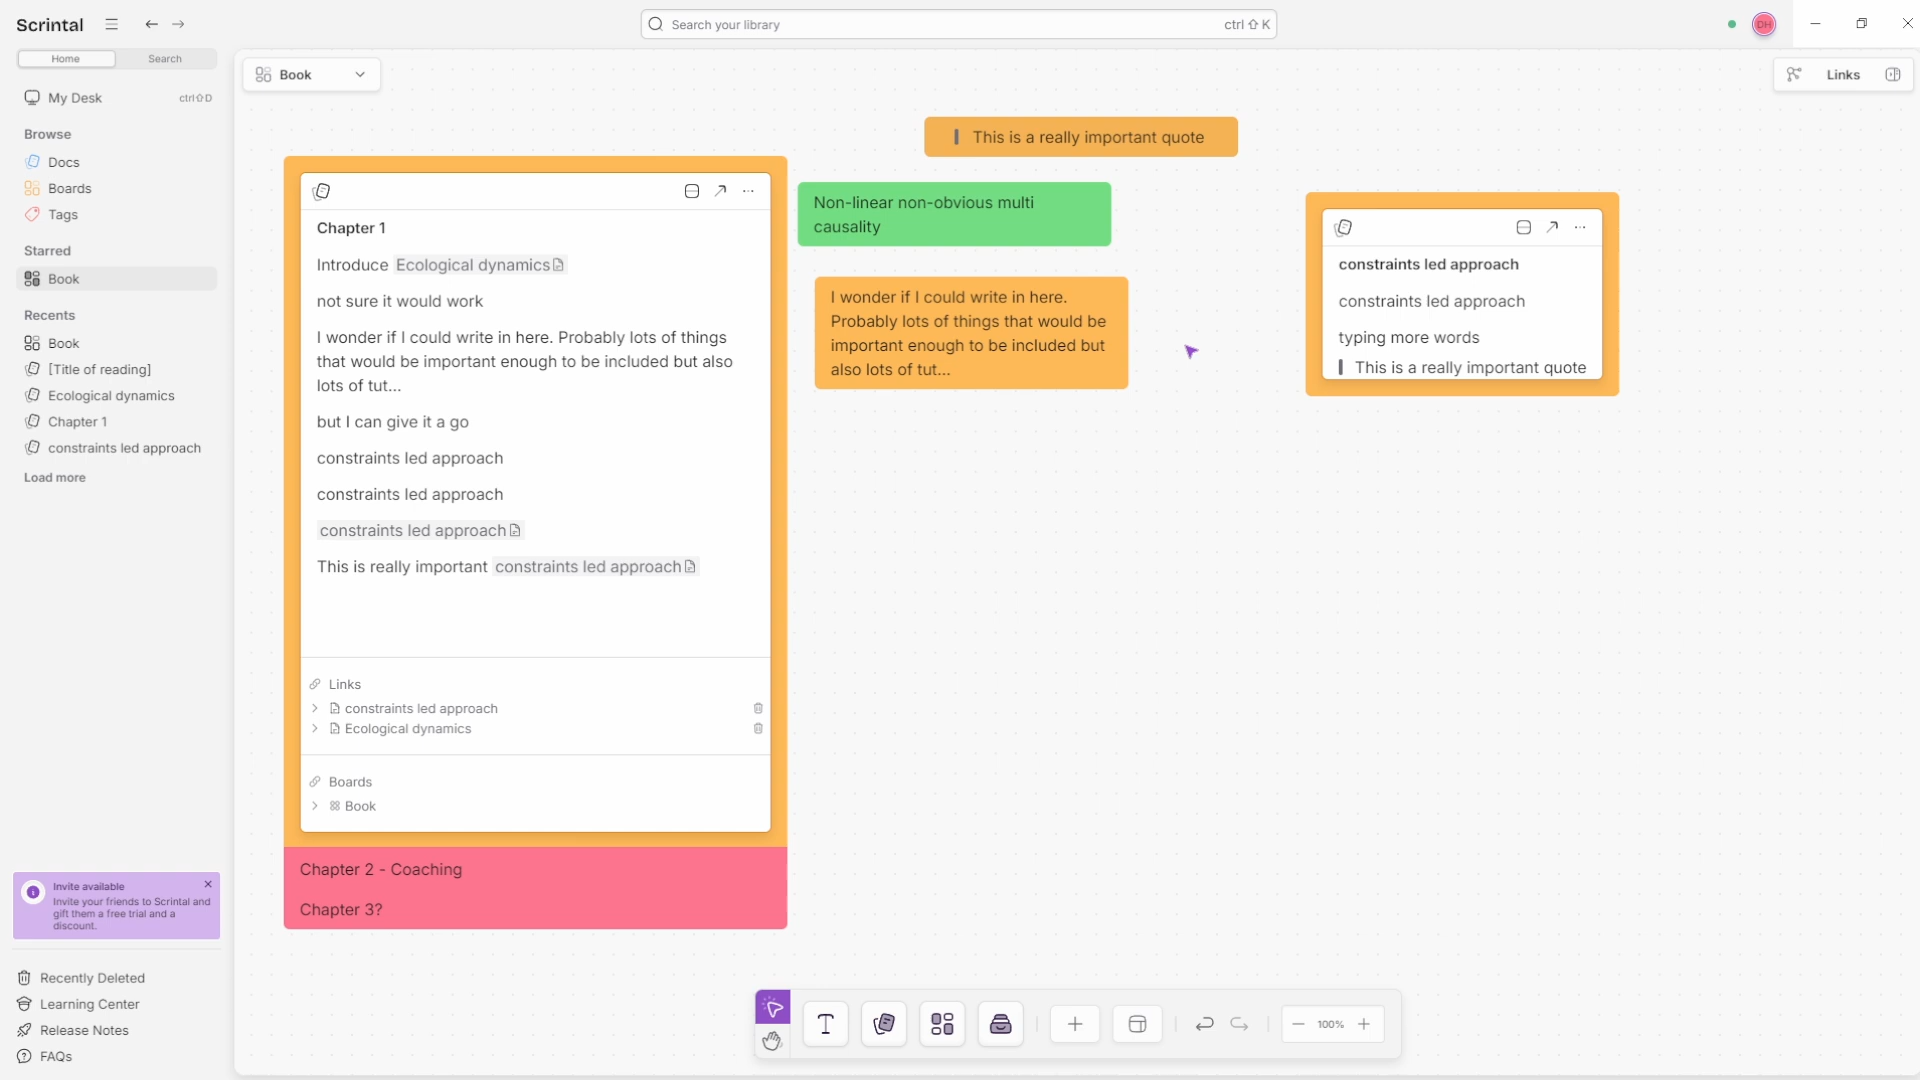 Scrintal
Search your library
ctrl⇧K
DH
Home
Search
My Desk
ctrl⇧D
Browse
Docs
Boards
Tags
Starred
Book
Recents
Book
[Title of reading]
Ecological dynamics
Chapter 1
constraints led approach
Load more
Invite available
Invite your friends to Scrintal and
gift them a free trial and a
discount.
Recently Deleted
Learning Center
Release Notes
FAQs
Book
Links
This is a really important quote
Chapter 1
Introduce Ecological dynamics
not sure it would work
I wonder if I could write in here. Probably lots of things
that would be important enough to be included but also
lots of tut...
but I can give it a go
constraints led approach
constraints led approach
constraints led approach
This is really important constraints led approach
Links
constraints led approach
Ecological dynamics
Boards
Book
Chapter 2 - Coaching
Chapter 3?
Non-linear non-obvious multi
causality
I wonder if I could write in here.
Probably lots of things that would be
important enough to be included but
also lots of tut...
constraints led approach
constraints led approach
typing more words
This is a really important quote
T
100%